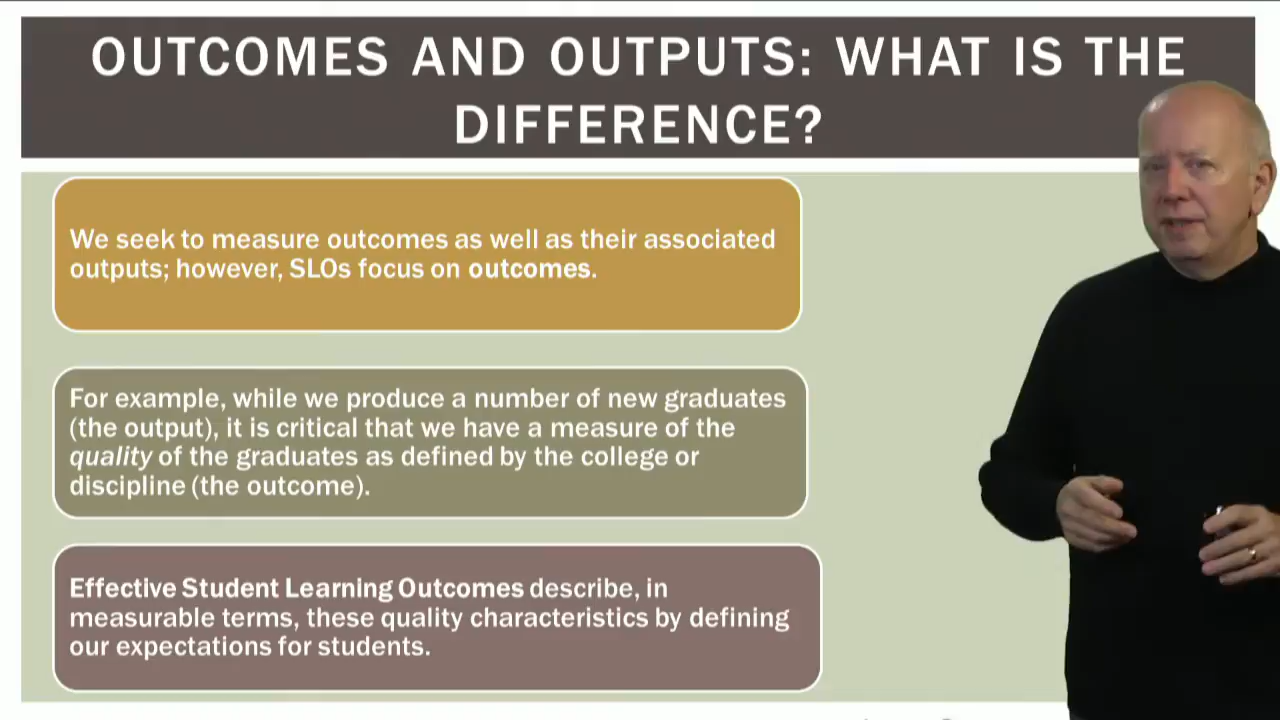 OUTCOMES AND OUTPUTS: WHAT IS THE
DIFFERENCE?
We seek to measure outcomes as well as their associated
outputs; however, SLOs focus on outcomes.
For example, while we produce a number of new graduates
(the output), it is critical that we have a measure of the
quality of the graduates as defined by the college or
discipline (the outcome).
Effective Student Learning Outcomes describe, in
measurable terms, these quality characteristics by defining
our expectations for students.